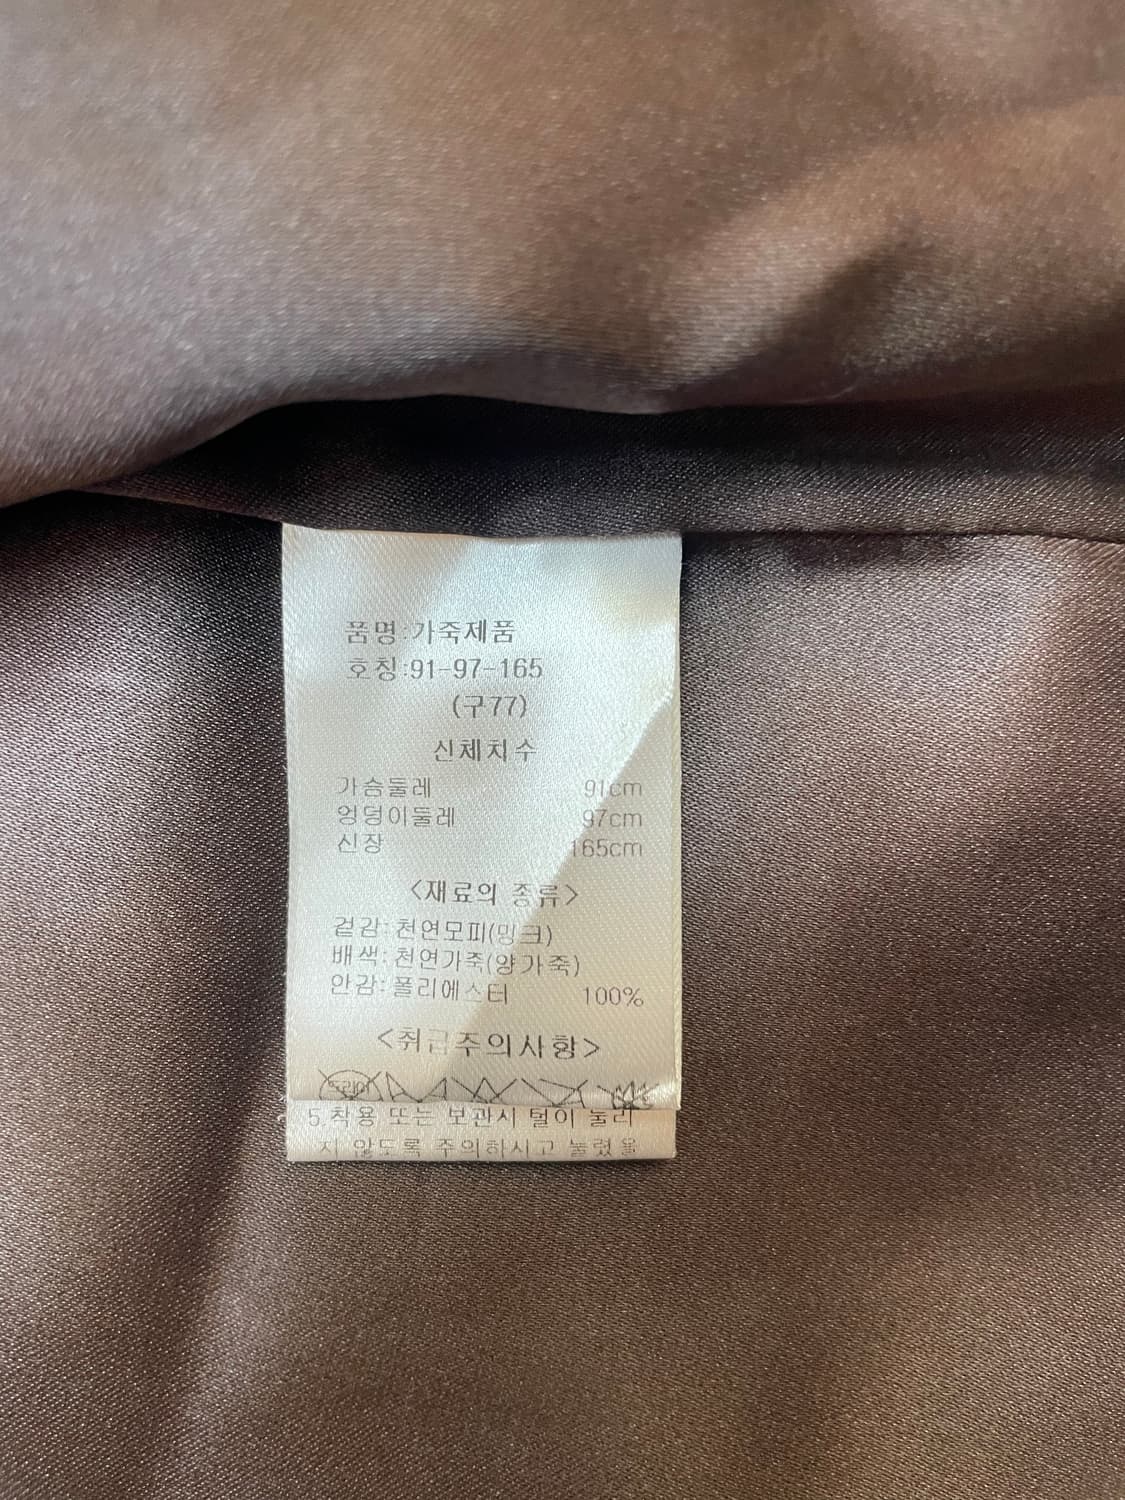 품명:가죽제품
호칭:91-97-165
(구77)
신체치수
가슴둘레 91cm
엉덩이둘레 97cm
신장 165cm
<재료의 종류>
겉감:천연모피(밍크)
배색:천연가죽(양가죽)
안감:폴리에스터 100%
<취급주의사항>
드라이
5.착용 또는 보관시 털이 눌리
지 않도록 주의하시고 눌렸을